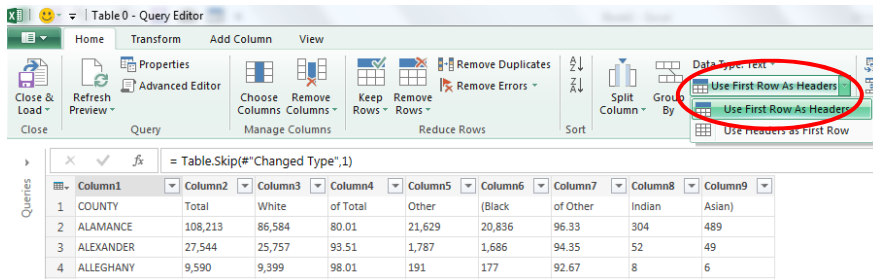 Table 0 - Query Editor
Home Transform Add Column View
Close & Load
Refresh Preview
Properties
Advanced Editor
Choose Columns
Remove Columns
Keep Rows
Remove Rows
Remove Duplicates
Remove Errors
Split Column
Group By
Data Type: Text
Use First Row As Headers
Use First Row As Headers
Use Headers as First Row
Close Query Manage Columns Reduce Rows Sort
fx = Table.Skip(#"Changed Type",1)
Queries
Column1 Column2 Column3 Column4 Column5 Column6 Column7 Column8 Column9
1 COUNTY Total White of Total Other (Black of Other Indian Asian)
2 ALAMANCE 108,213 86,584 80.01 21,629 20,836 96.33 304 489
3 ALEXANDER 27,544 25,757 93.51 1,787 1,686 94.35 52 49
4 ALLEGHANY 9,590 9,399 98.01 191 177 92.67 8 6